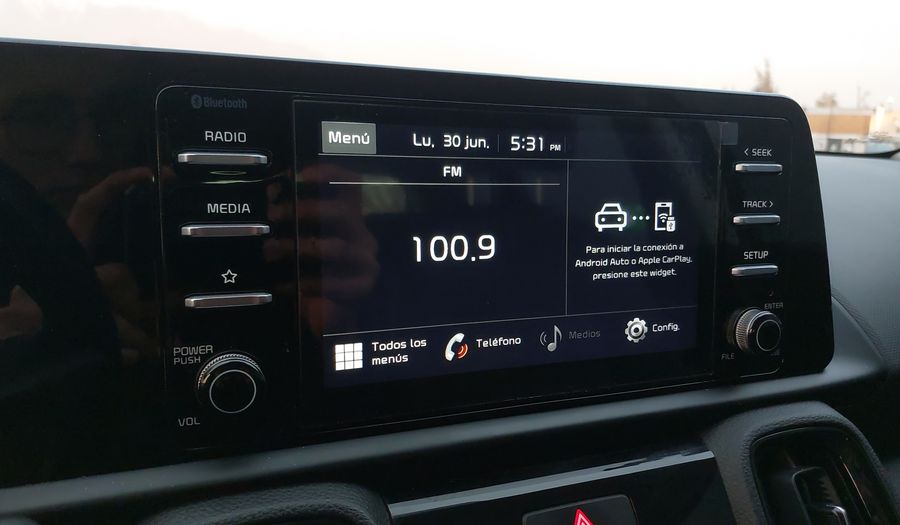 Bluetooth
RADIO
MEDIA
POWER
PUSH
VOL
Menú
Lu, 30 jun.
5:31 PM
FM
100.9
Para iniciar la conexión a
Android Auto o Apple CarPlay,
presione este widget.
Todos los
menús
Teléfono
Medios
Config.
< SEEK
TRACK >
SETUP
ENTER
FILE